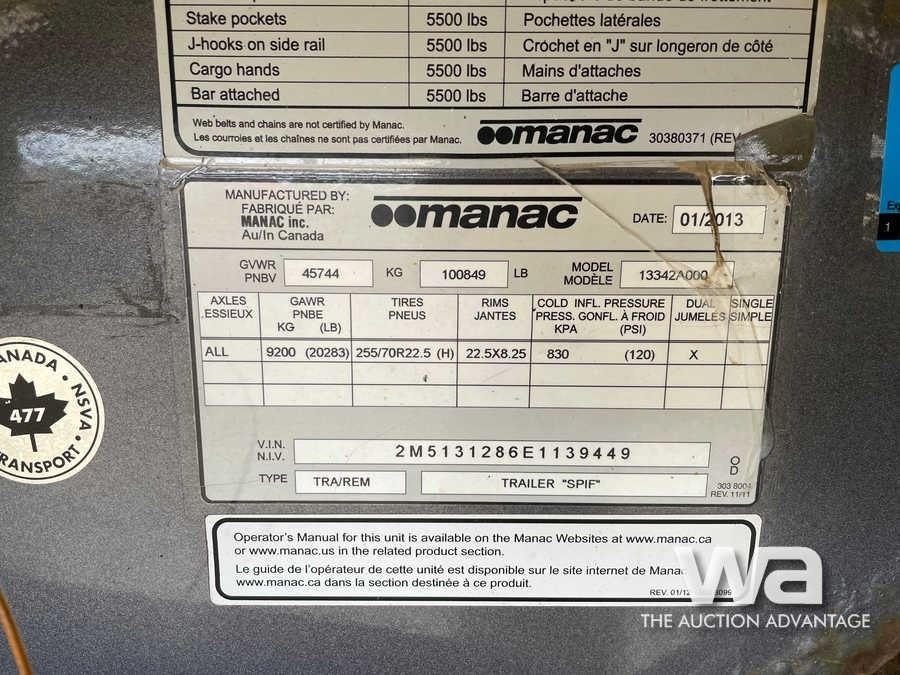 Stake pockets 5500 lbs Pochettes latérales
J-hooks on side rail 5500 lbs Crochet en "J" sur longeron de côté
Cargo hands 5500 lbs Mains d'attaches
Bar attached 5500 lbs Barre d'attache
Web belts and chains are not certified by Manac.
Les courroies et les chaînes ne sont pas certifiées par Manac.
manac 30380371 (REV
MANUFACTURED BY:
FABRIQUÉ PAR:
MANAC inc.
Au/In Canada
manac
DATE: 01/2013
GVWR
PNBV
45744 KG 100849 LB
MODEL
MODÈLE
13342A000
AXLES GAWR TIRES RIMS COLD INFL. PRESSURE DUAL SINGLE
ESSIEUX PNBE PNEUS JANTES PRESS. GONFL. À FROID JUMELÉS SIMPLE
KG (LB) KPA (PSI)
ALL 9200 (20283) 255/70R22.5 (H) 22.5X8.25 830 (120) X
V.I.N.
N.I.V.
2M5131286E1139449
TYPE TRA/REM TRAILER "SPIF"
O
D
303 8004
REV. 11/11
Operator's Manual for this unit is available on the Manac Websites at www.manac.ca
or www.manac.us in the related product section.
Le guide de l'opérateur de cette unité est disponible sur le site internet de Manac
www.manac.ca dans la section destinée à ce produit.
REV. 01/12
CANADA • NSVA • TRANSPORT
477
1
wa
THE AUCTION ADVANTAGE